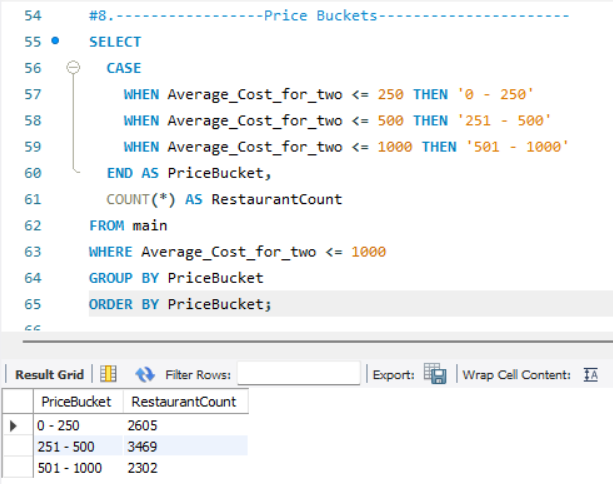 54 #8.-----------------Price Buckets----------------------
55 SELECT
56 CASE
57 WHEN Average_Cost_for_two <= 250 THEN '0 - 250'
58 WHEN Average_Cost_for_two <= 500 THEN '251 - 500'
59 WHEN Average_Cost_for_two <= 1000 THEN '501 - 1000'
60 END AS PriceBucket,
61 COUNT(*) AS RestaurantCount
62 FROM main
63 WHERE Average_Cost_for_two <= 1000
64 GROUP BY PriceBucket
65 ORDER BY PriceBucket;
66
Result Grid Filter Rows: Export: Wrap Cell Content: IA
PriceBucket RestaurantCount
0 - 250 2605
251 - 500 3469
501 - 1000 2302